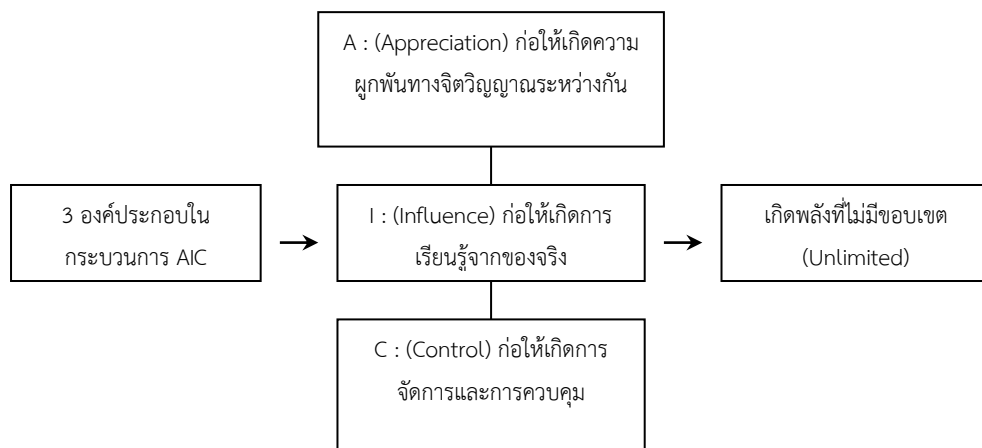 A : (Appreciation) ก่อให้เกิดความ
ผูกพันทางจิตวิญญาณระหว่างกัน
3 องค์ประกอบใน
กระบวนการ AIC
I : (Influence) ก่อให้เกิดการ
เรียนรู้จากของจริง
เกิดพลังที่ไม่มีขอบเขต
(Unlimited)
C : (Control) ก่อให้เกิดการ
จัดการและการควบคุม